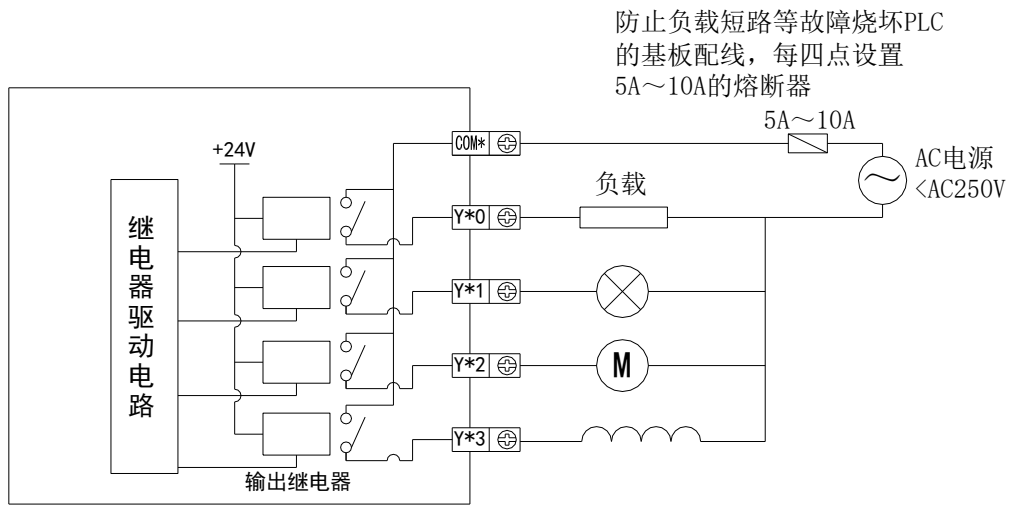 防止负载短路等故障烧坏PLC
的基板配线，每四点设置
5A～10A的熔断器
5A～10A
AC电源
<AC250V
COM*
+24V
负载
Y*0
继电器驱动电路
Y*1
Y*2
M
Y*3
输出继电器